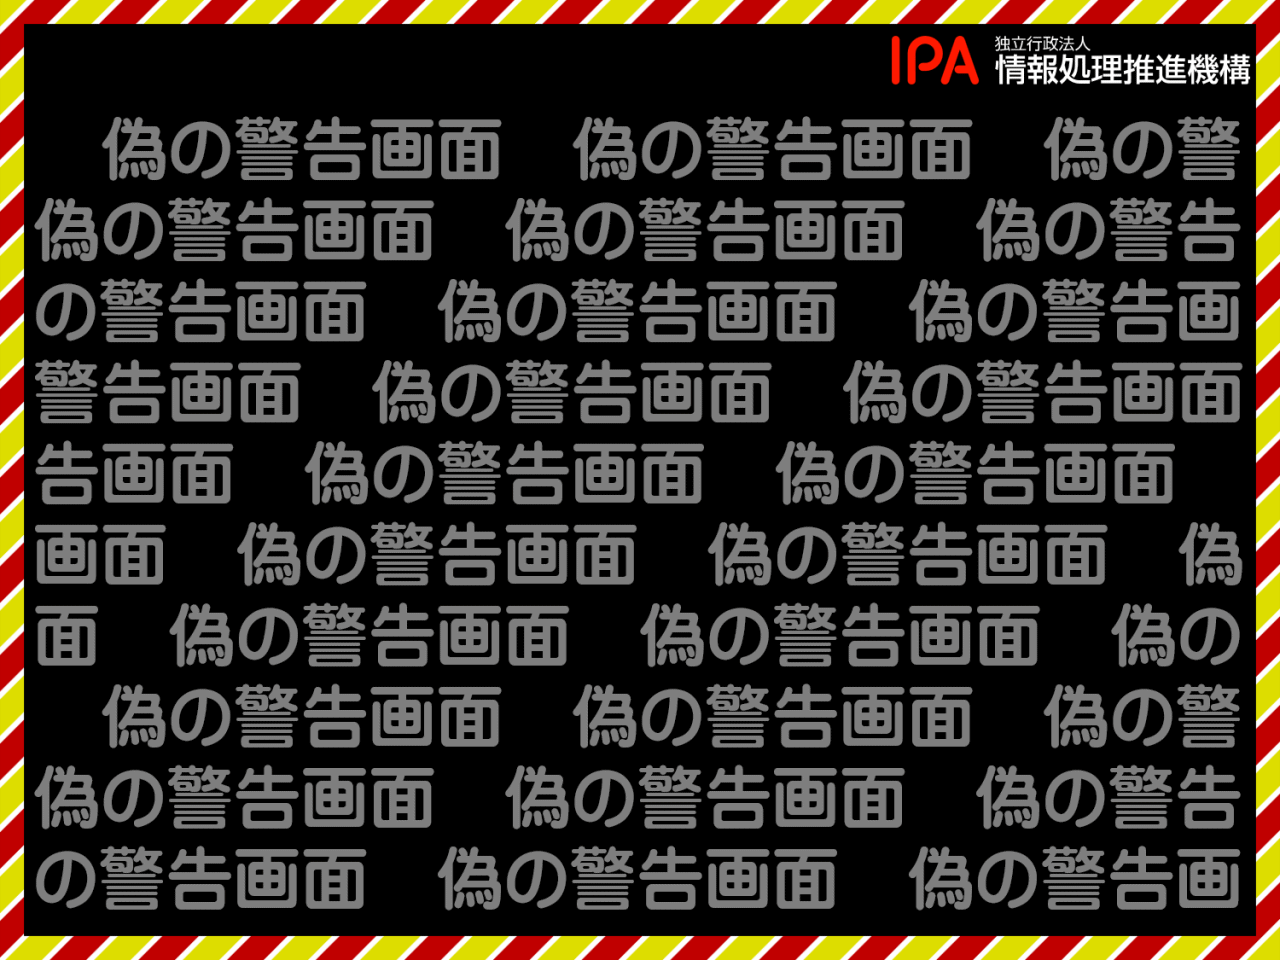 IPA 独立行政法人
情報処理推進機構
偽の警告画面 偽の警告画面 偽の警
偽の警告画面 偽の警告画面 偽の警告
の警告画面 偽の警告画面 偽の警告画
警告画面 偽の警告画面 偽の警告画面
告画面 偽の警告画面 偽の警告画面
画面 偽の警告画面 偽の警告画面 偽
面 偽の警告画面 偽の警告画面 偽の
偽の警告画面 偽の警告画面 偽の警
偽の警告画面 偽の警告画面 偽の警告
の警告画面 偽の警告画面 偽の警告画